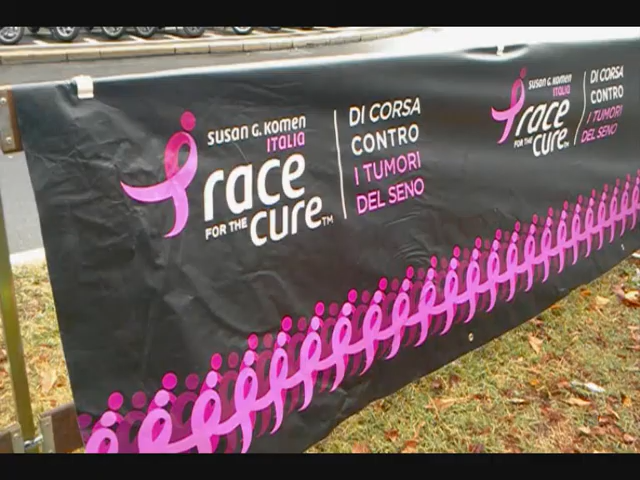 SUSAN G. KOMEN
ITALIA
race
FOR THE cure™
DI CORSA
CONTRO
I TUMORI
DEL SENO
SUSAN G. KOMEN
ITALIA
race
FOR THE cure™
DI CORSA
CONTRO
I TUMORI
DEL SENO